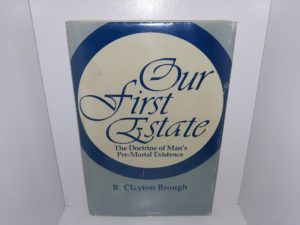 Our
First
Estate
The Doctrine of Man's
Pre-Mortal Existence
R. Clayton Brough